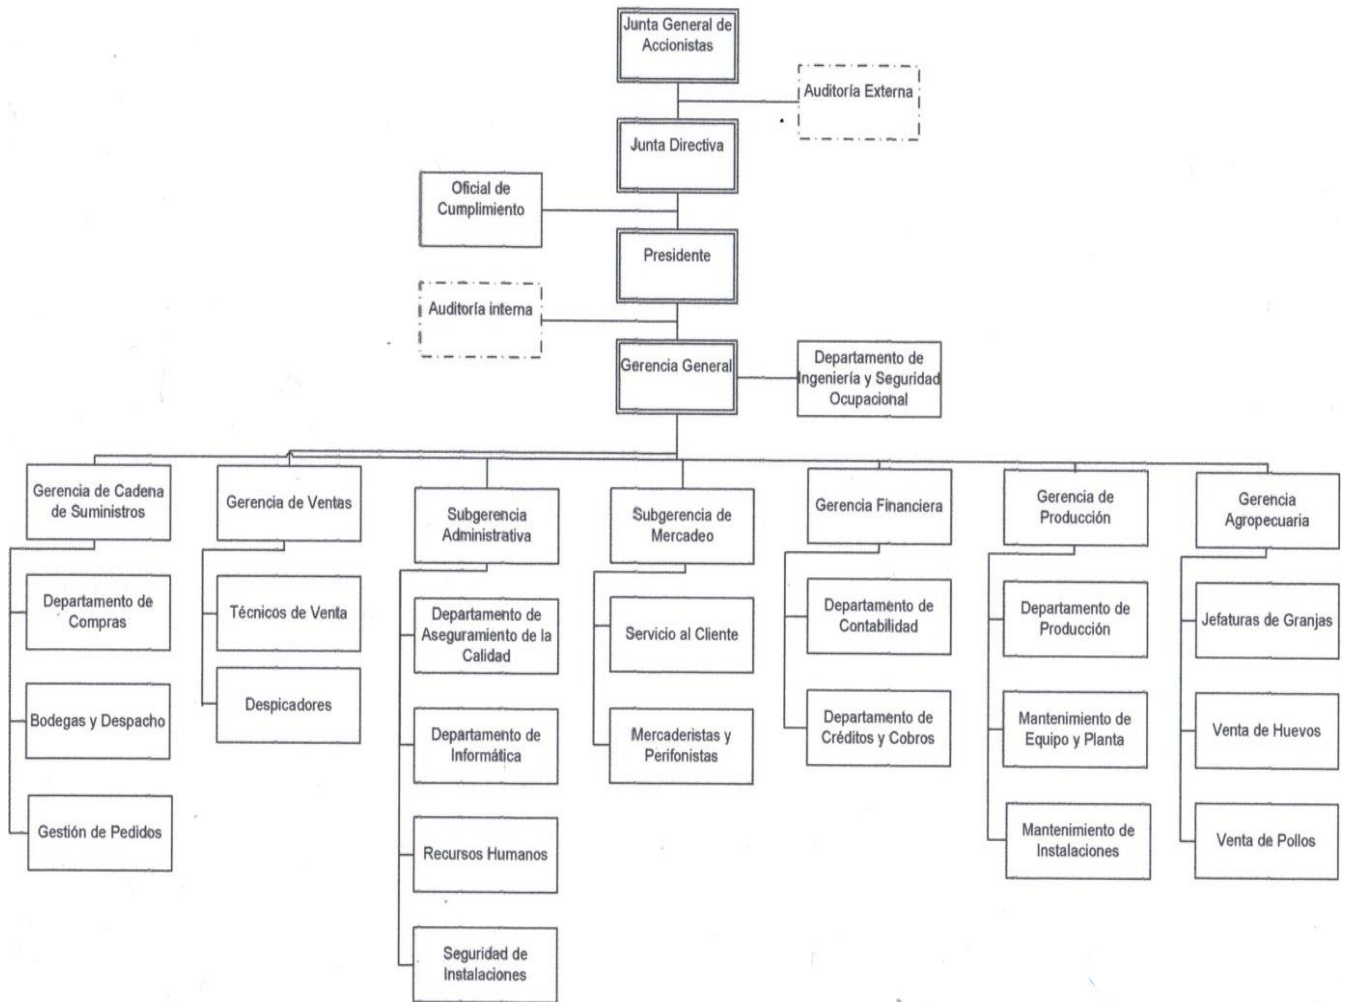 Junta General de
Accionistas
Auditoría Externa
Junta Directiva
Oficial de
Cumplimiento
Presidente
Auditoría interna
Gerencia General
Departamento de
Ingeniería y Seguridad
Ocupacional
Gerencia de Cadena
de Suministros
Departamento de
Compras
Bodegas y Despacho
Gestión de Pedidos
Gerencia de Ventas
Técnicos de Venta
Despicadores
Subgerencia
Administrativa
Departamento de
Aseguramiento de la
Calidad
Departamento de
Informática
Recursos Humanos
Seguridad de
Instalaciones
Subgerencia de
Mercadeo
Servicio al Cliente
Mercaderistas y
Perifonistas
Gerencia Financiera
Departamento de
Contabilidad
Departamento de
Créditos y Cobros
Gerencia de
Producción
Departamento de
Producción
Mantenimiento de
Equipo y Planta
Mantenimiento de
Instalaciones
Gerencia
Agropecuaria
Jefaturas de Granjas
Venta de Huevos
Venta de Pollos